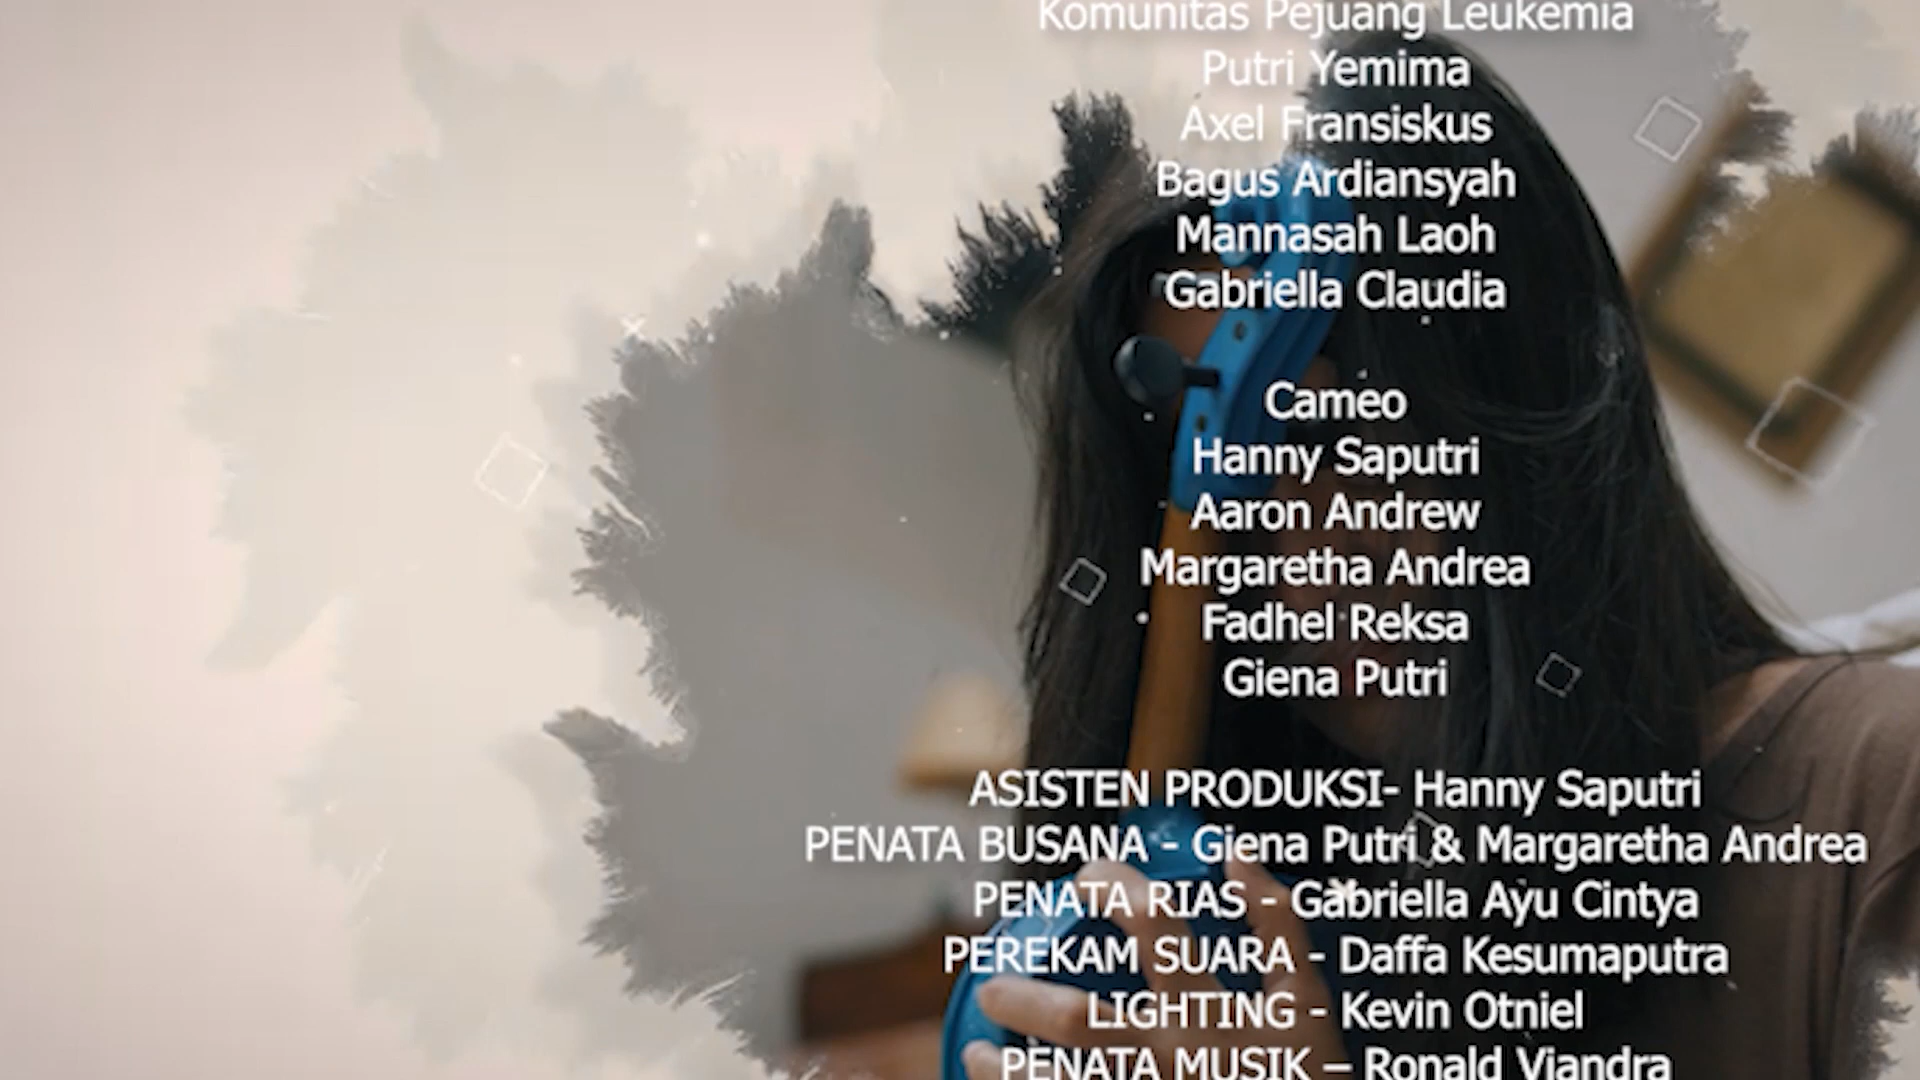 Komunitas Pejuang Leukemia
Putri Yemima
Axel Fransiskus
Bagus Ardiansyah
Mannasah Laoh
Gabriella Claudia
Cameo
Hanny Saputri
Aaron Andrew
Margaretha Andrea
Fadhel Reksa
Giena Putri
ASISTEN PRODUKSI- Hanny Saputri
PENATA BUSANA - Giena Putri & Margaretha Andrea
PENATA RIAS - Gabriella Ayu Cintya
PEREKAM SUARA - Daffa Kesumaputra
LIGHTING - Kevin Otniel
PENATA MUSIK – Ronald Viandra